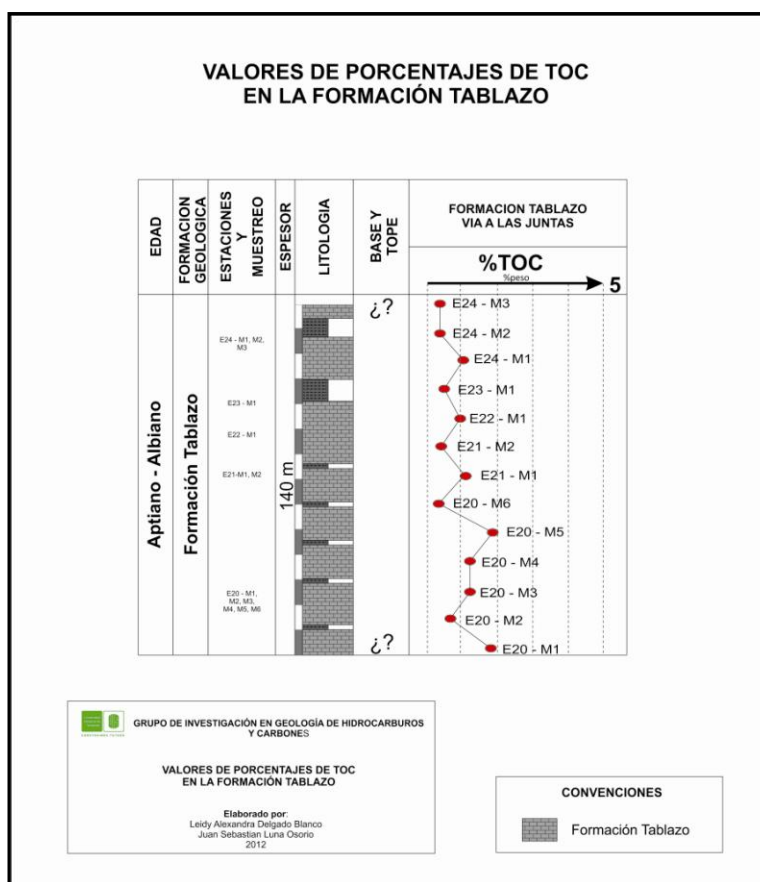 VALORES DE PORCENTAJES DE TOC
EN LA FORMACIÓN TABLAZO
EDAD
FORMACION
GEOLOGICA
ESTACIONES
Y
MUESTREO
ESPESOR
LITOLOGIA
BASE Y
TOPE
FORMACION TABLAZO
VIA A LAS JUNTAS
%TOC
%peso
5
Aptiano - Albiano
Formación Tablazo
E24 - M1, M2,
M3
E23 - M1
E22 - M1
E21-M1, M2
E20 - M1,
M2, M3,
M4, M5, M6
140 m
¿?
¿?
E24 - M3
E24 - M2
E24 - M1
E23 - M1
E22 - M1
E21 - M2
E21 - M1
E20 - M6
E20 - M5
E20 - M4
E20 - M3
E20 - M2
E20 - M1
GRUPO DE INVESTIGACIÓN EN GEOLOGÍA DE HIDROCARBUROS
Y CARBONES
VALORES DE PORCENTAJES DE TOC
EN LA FORMACIÓN TABLAZO
Elaborado por:
Leidy Alexandra Delgado Blanco
Juan Sebastian Luna Osorio
2012
CONVENCIONES
Formación Tablazo